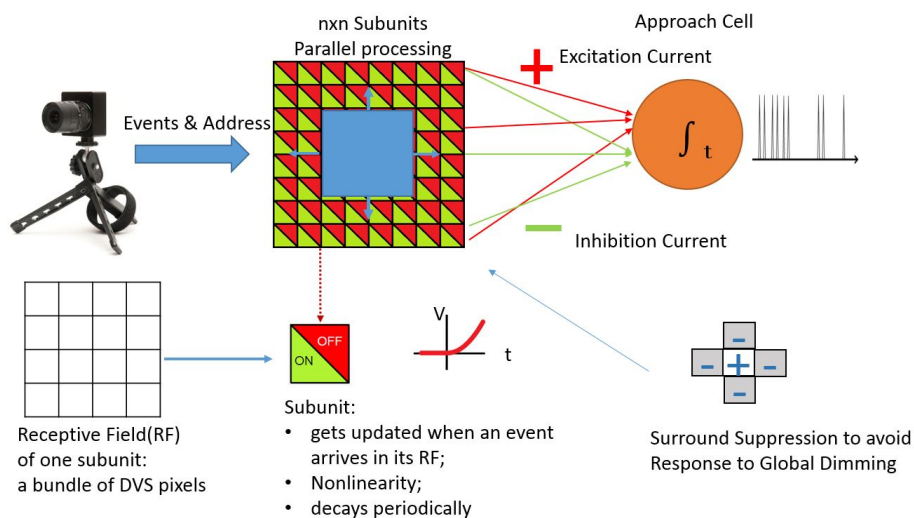 nxn Subunits
Parallel processing
Approach Cell
+
Excitation Current
Events & Address
∫ t
− Inhibition Current
V
t
OFF
ON
-
- + -
-
Receptive Field(RF)
of one subunit:
a bundle of DVS pixels
Subunit:
• gets updated when an event
arrives in its RF;
• Nonlinearity;
• decays periodically
Surround Suppression to avoid
Response to Global Dimming